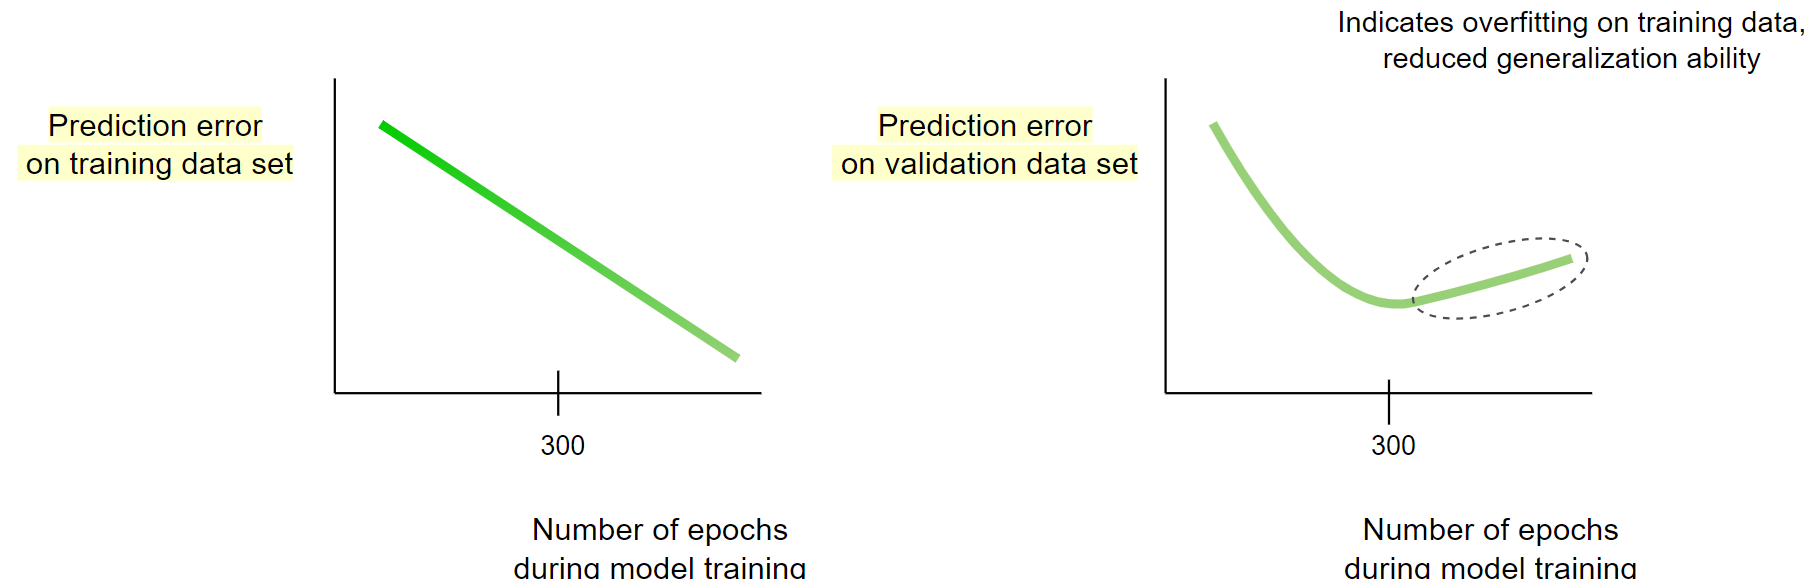 Indicates overfitting on training data,
reduced generalization ability
Prediction error
on training data set
300
Number of epochs
during model training
Prediction error
on validation data set
300
Number of epochs
during model training